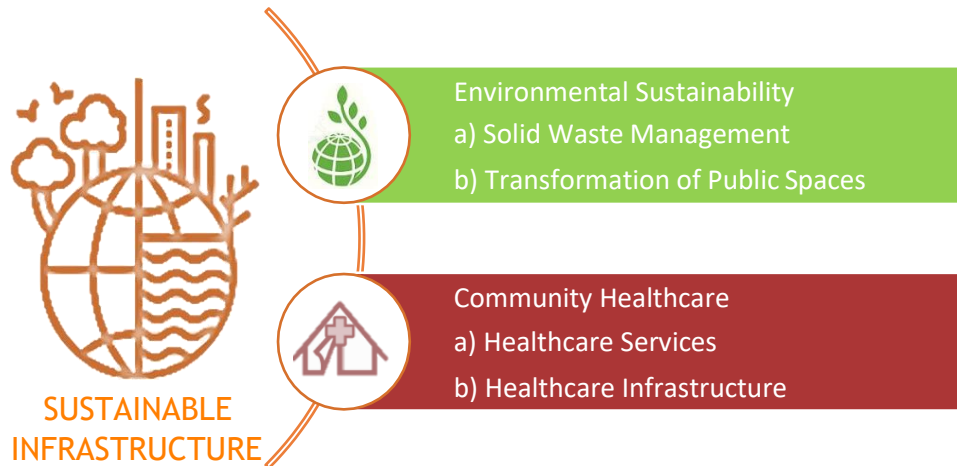 Environmental Sustainability
a) Solid Waste Management
b) Transformation of Public Spaces
Community Healthcare
a) Healthcare Services
b) Healthcare Infrastructure
SUSTAINABLE
INFRASTRUCTURE